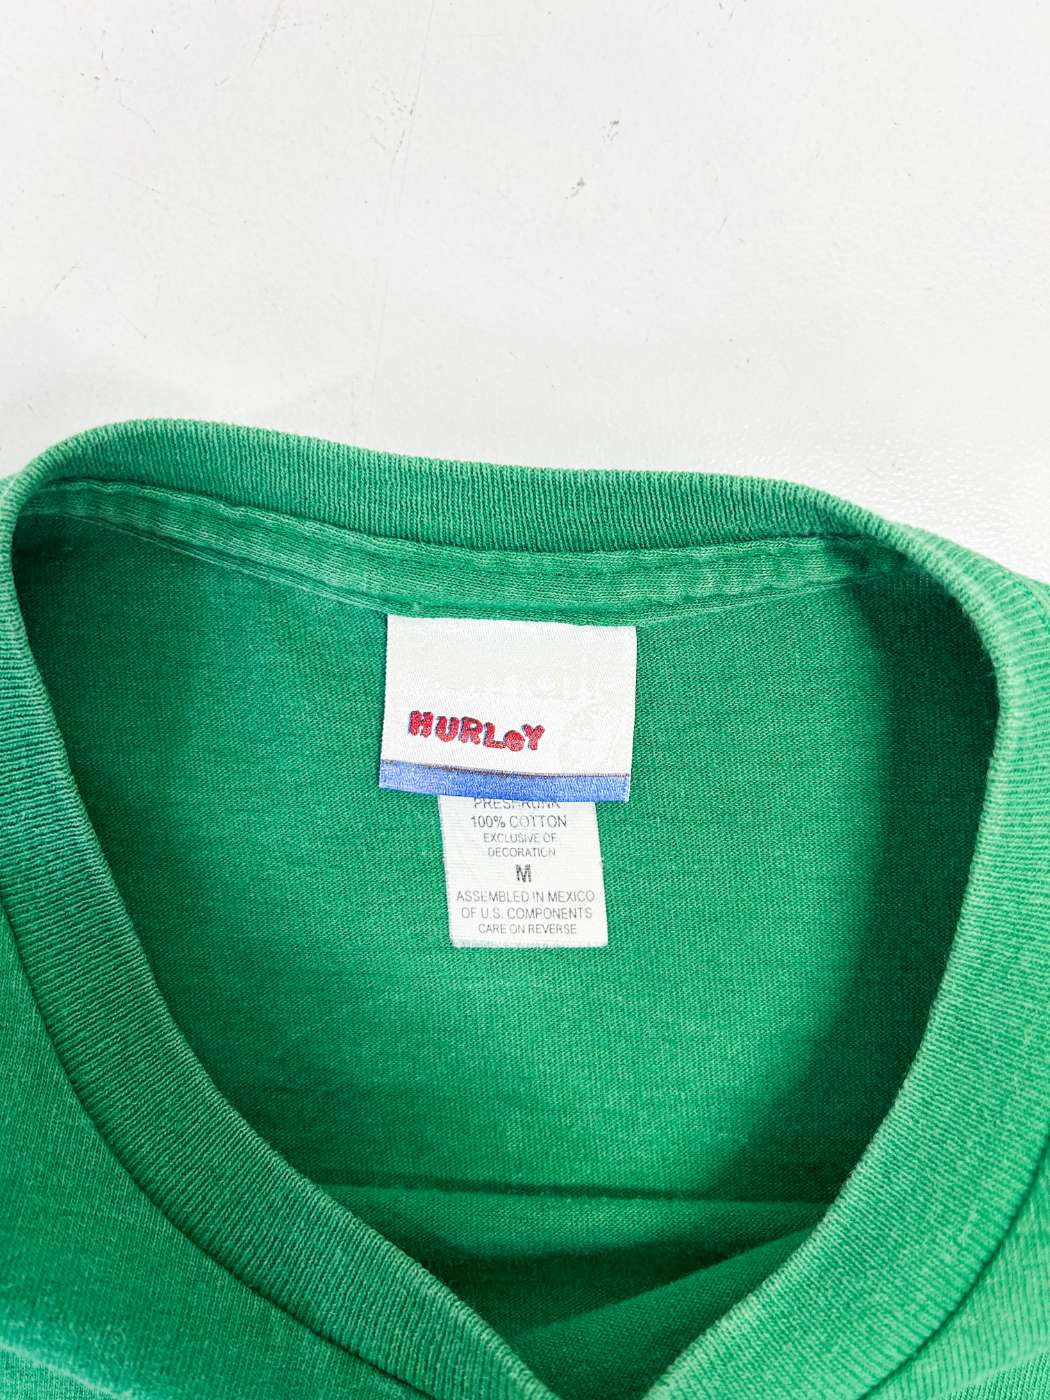 HURLeY
PRESHRUNK
100% COTTON
EXCLUSIVE OF
DECORATION
M
ASSEMBLED IN MEXICO
OF U.S. COMPONENTS
CARE ON REVERSE